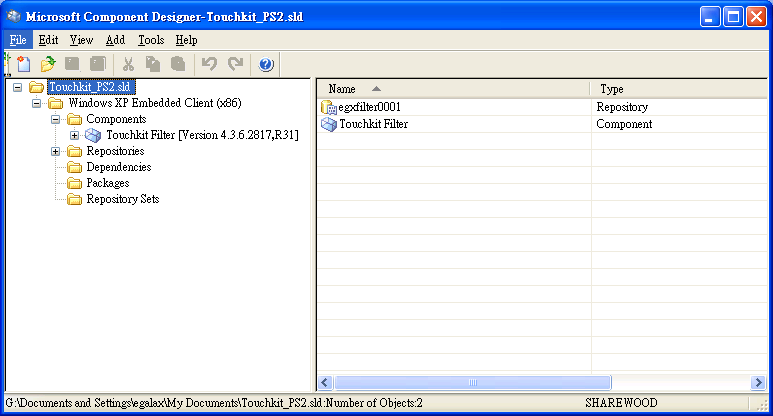 Microsoft Component Designer-Touchkit_PS2.sld
File Edit View Add Tools Help
Touchkit_PS2.sld
Windows XP Embedded Client (x86)
Components
Touchkit Filter [Version 4.3.6.2817,R31]
Repositories
Dependencies
Packages
Repository Sets
Name Type
egxfilter0001 Repository
Touchkit Filter Component
G:\Documents and Settings\egalax\My Documents\Touchkit_PS2.sld:Number of Objects:2 SHAREWOOD